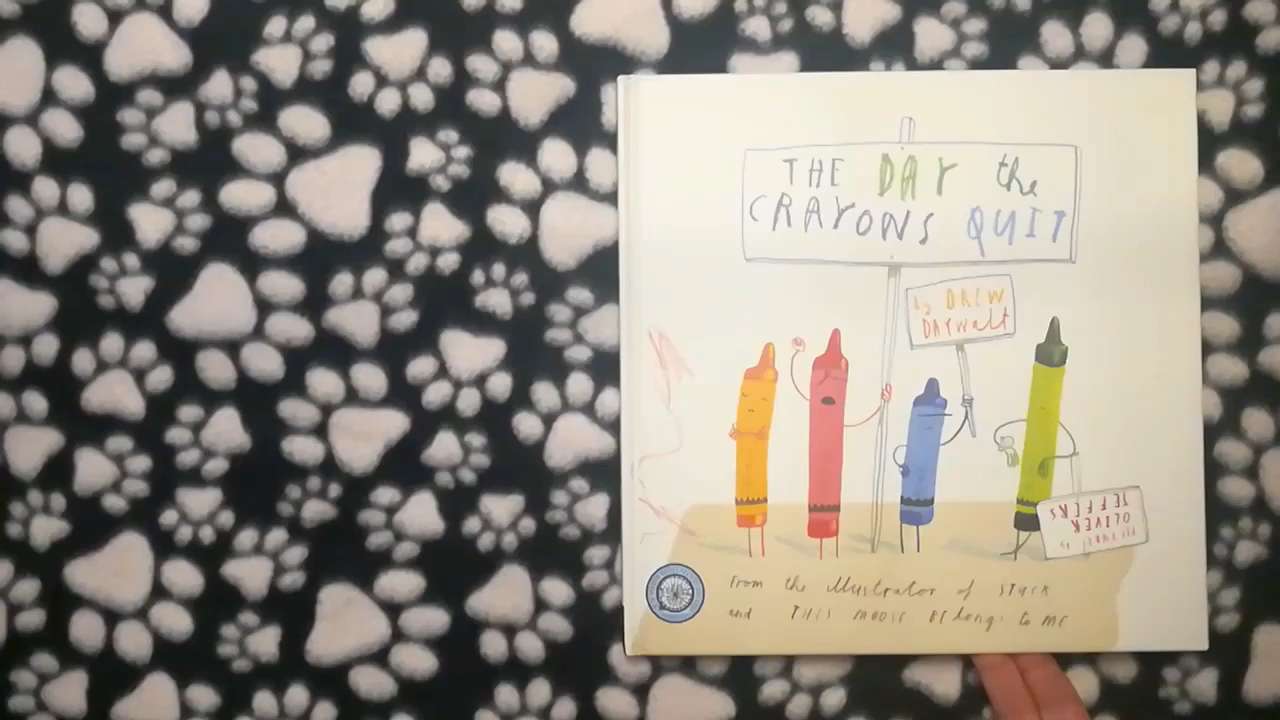 THE DAY the
CRAYONS QUIT
by DREW
DAYWALT
PICTURES by
OLIVER
JEFFERS
From the illustrator of STUCK
and THIS MOOSE BElongs to ME